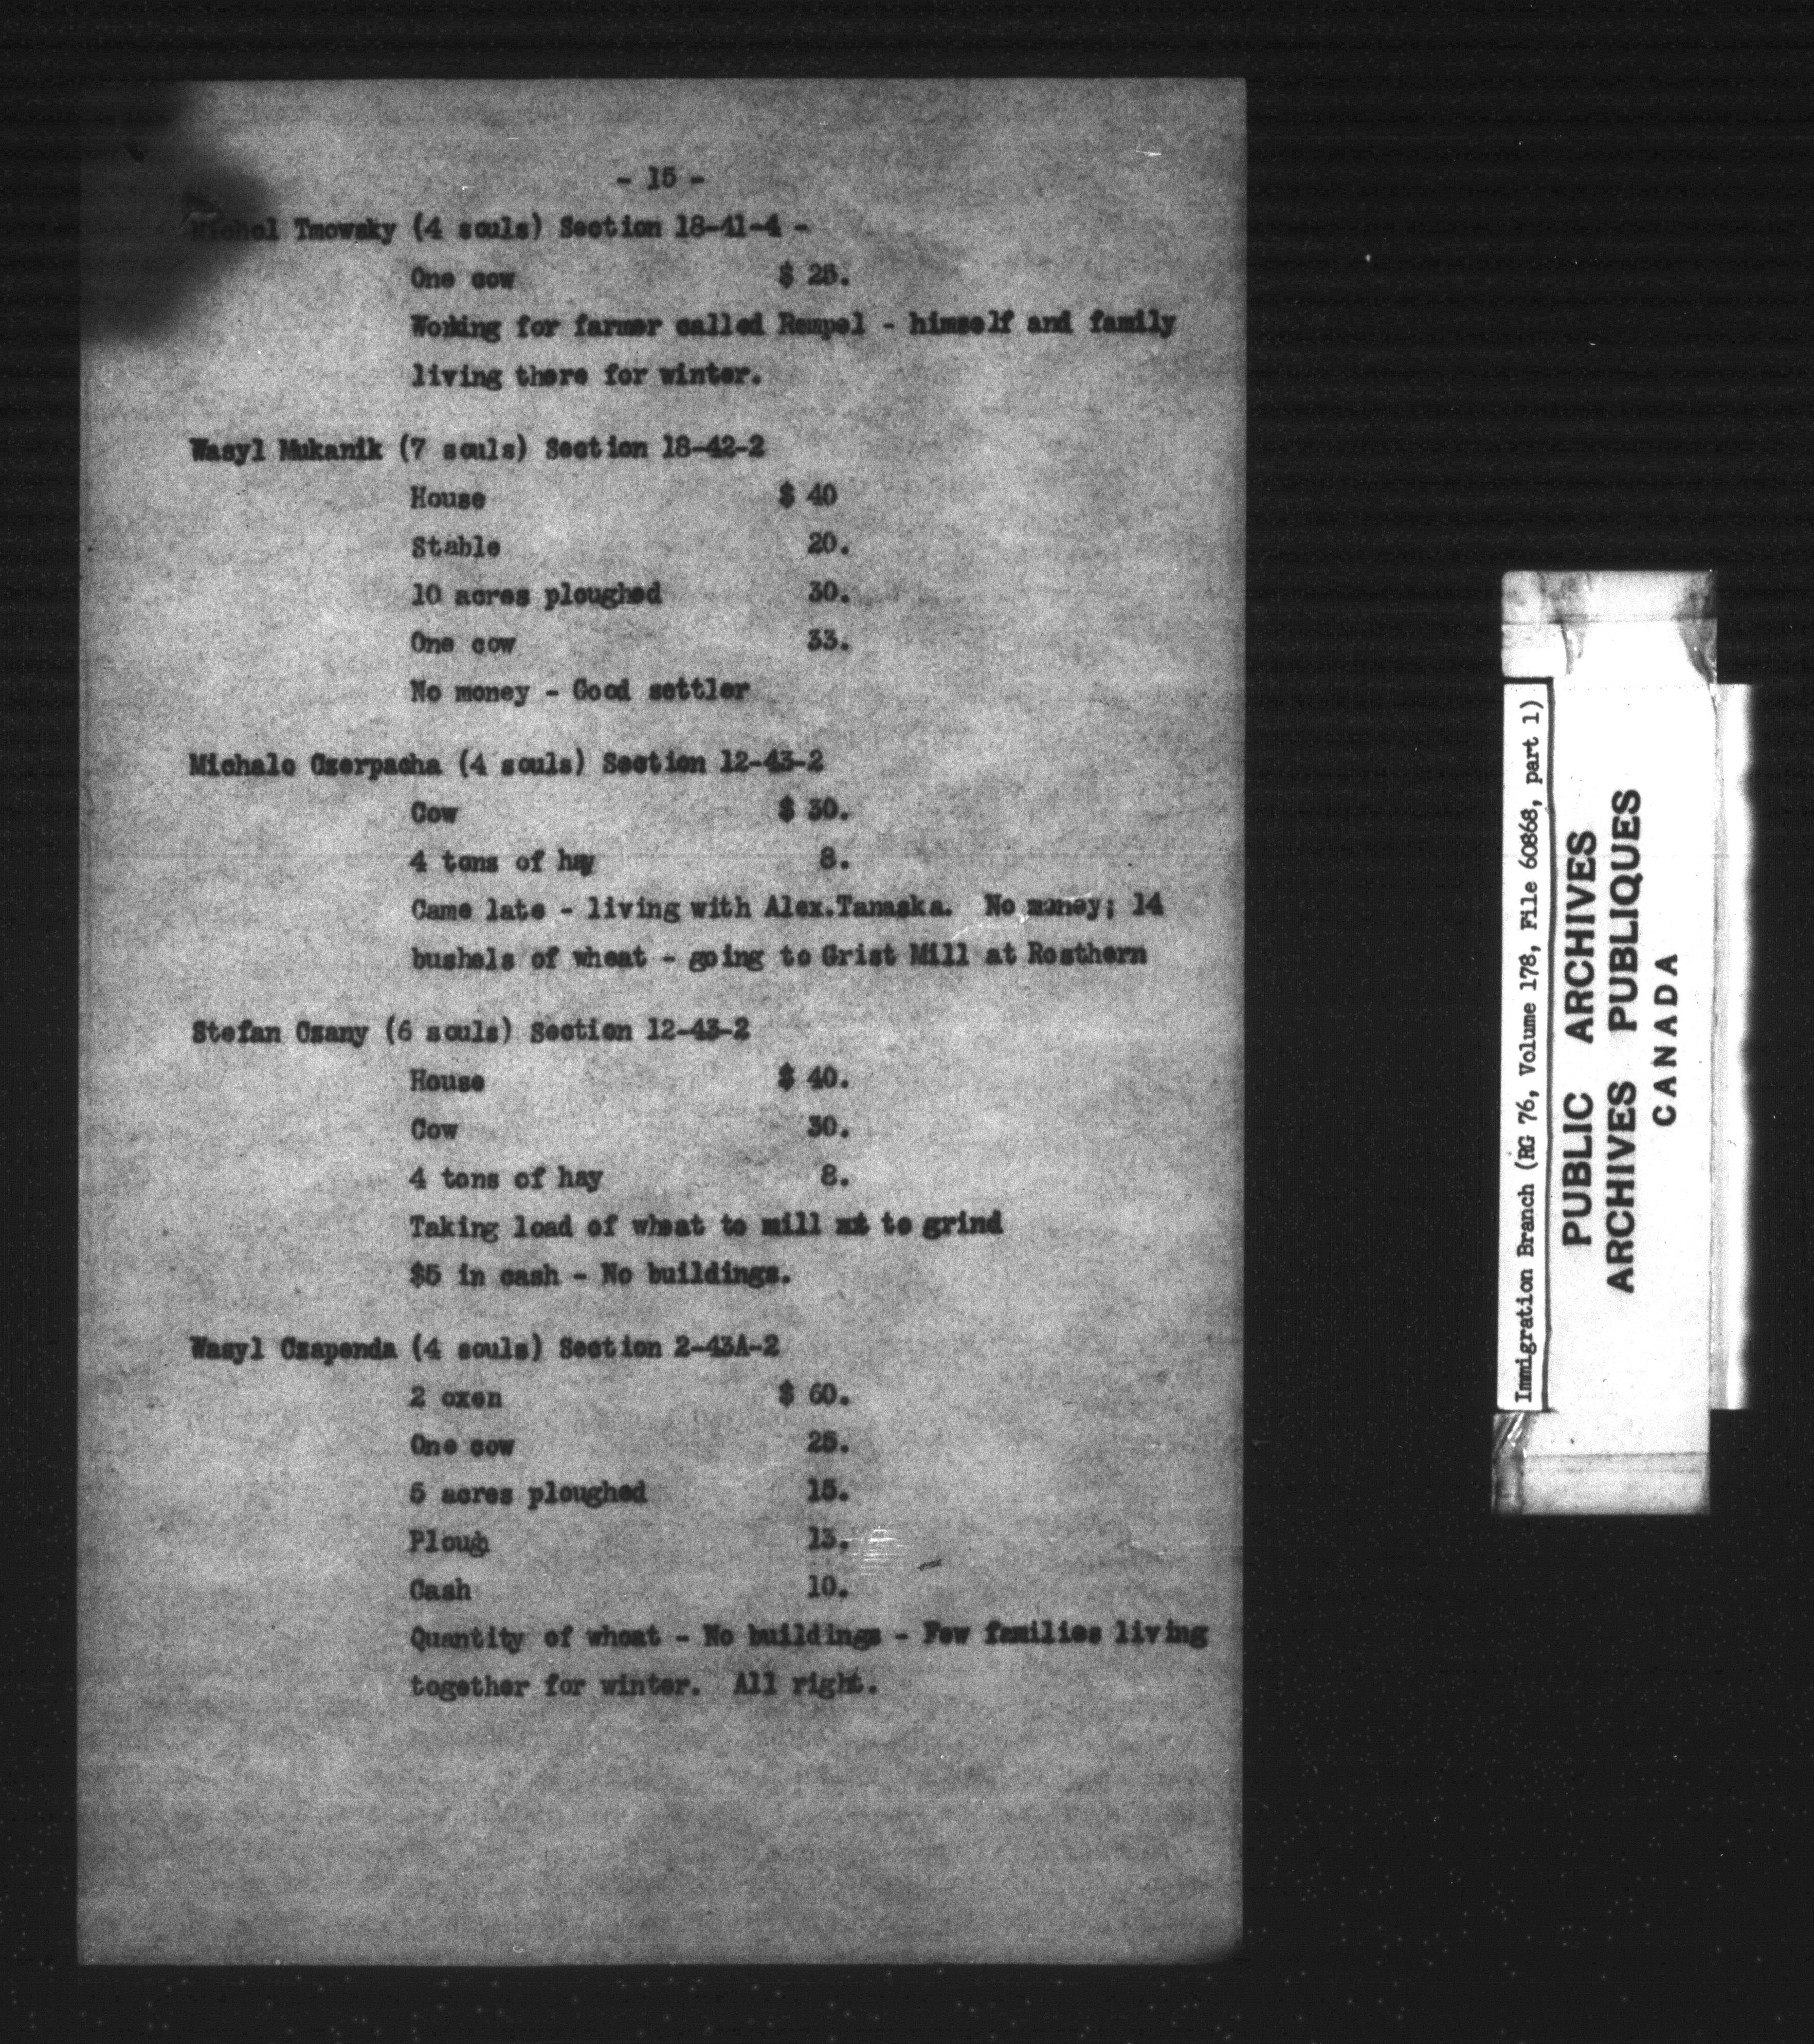 - 15 -
Michol Tmowsky (4 souls) Section 18-41-4 -
One cow $ 25.
Working for farmer called Rempel - himself and family
living there for winter.
Wasyl Mukanik (7 souls) Section 18-42-2
House $ 40
Stable 20.
10 acres ploughed 30.
One cow 33.
No money - Good settler
Michalo Czerpacha (4 souls) Section 12-43-2
Cow $ 30.
4 tons of hay 8.
Came late - living with Alex.Tanaska. No money; 14
bushels of wheat - going to Grist Mill at Rosthern
Stefan Czany (6 souls) Section 12-43-2
House $ 40.
Cow 30.
4 tons of hay 8.
Taking load of wheat to mill to grind
$5 in cash - No buildings.
Wasyl Czapenda (4 souls) Section 2-43A-2
2 oxen $ 60.
One cow 25.
5 acres ploughed 15.
Plough 13.
Cash 10.
Quantity of wheat - No buildings - Few families living
together for winter. All right.
Immigration Branch (RG 76, Volume 178, File 60868, part 1)
PUBLIC ARCHIVES
ARCHIVES PUBLIQUES
CANADA